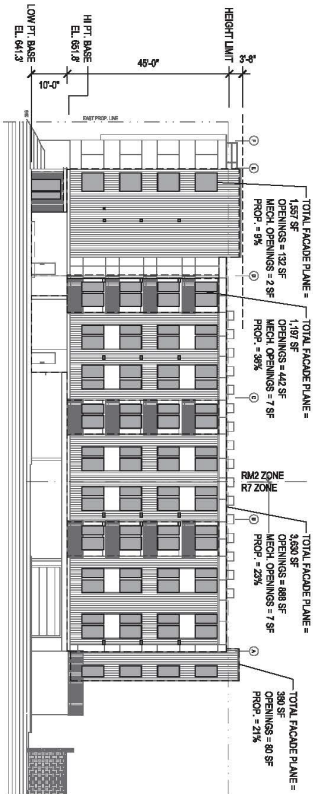 TOTAL FACADE PLANE =
1,557 SF
OPENINGS = 132 SF
MECH. OPENINGS = 2 SF
PROP. = 9%
TOTAL FACADE PLANE =
1,197 SF
OPENINGS = 442 SF
MECH. OPENINGS = 7 SF
PROP. = 36%
TOTAL FACADE PLANE =
3,630 SF
OPENINGS = 888 SF
MECH. OPENINGS = 7 SF
PROP. = 23%
TOTAL FACADE PLANE =
380 SF
OPENINGS = 80 SF
PROP. = 21%
3'-8"
HEIGHT LIMIT
45'-0"
HI PT. BASE
EL. 651.8'
10'-0"
LOW PT. BASE
EL. 641.3'
EAST PROP. LINE
F
E
D
C
B
A
RM2 ZONE
R7 ZONE